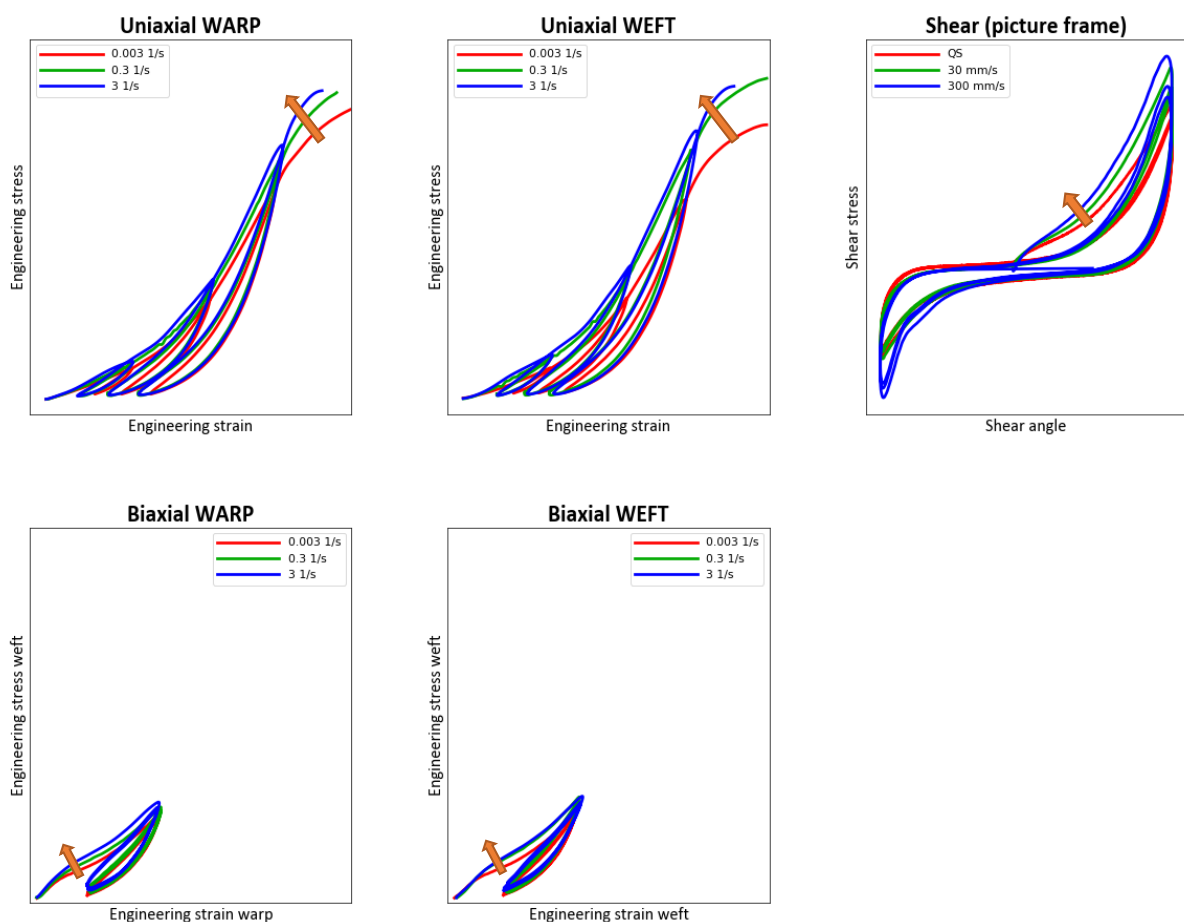 Uniaxial WARP
0.003 1/s
0.3 1/s
3 1/s
Engineering stress
Engineering strain
Uniaxial WEFT
0.003 1/s
0.3 1/s
3 1/s
Engineering stress
Engineering strain
Shear (picture frame)
QS
30 mm/s
300 mm/s
Shear stress
Shear angle
Biaxial WARP
0.003 1/s
0.3 1/s
3 1/s
Engineering stress weft
Engineering strain warp
Biaxial WEFT
0.003 1/s
0.3 1/s
3 1/s
Engineering stress weft
Engineering strain weft